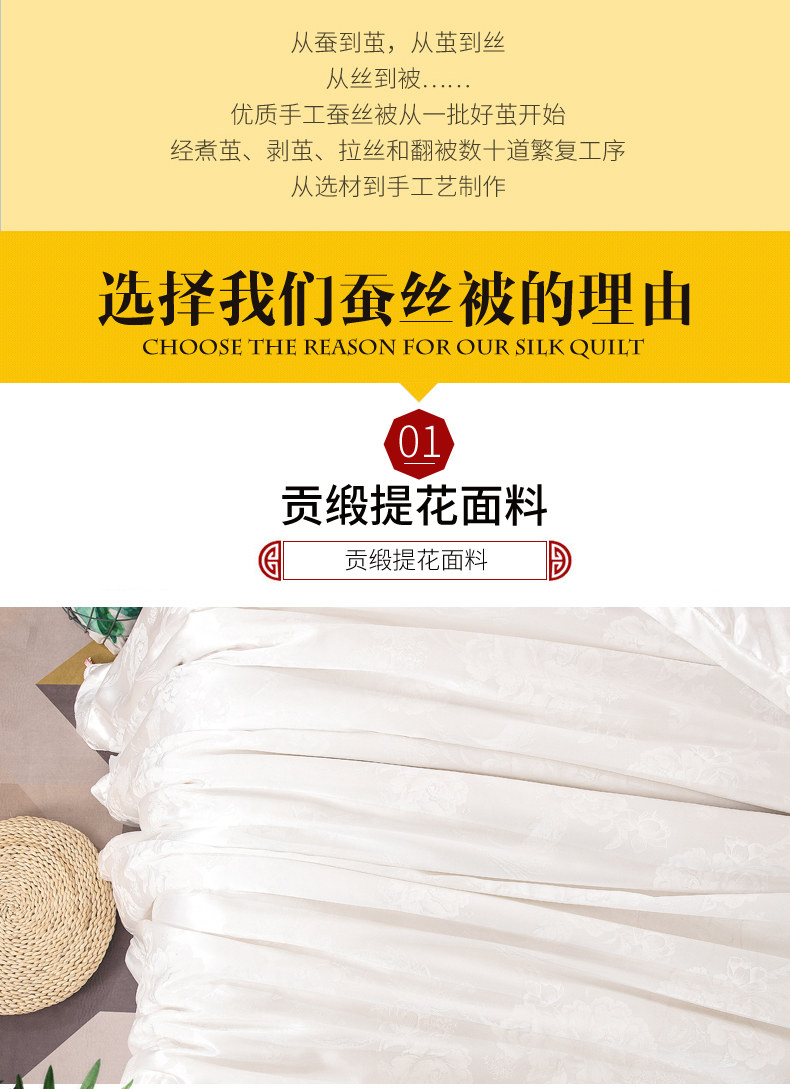 从蚕到茧，从茧到丝
从丝到被……
优质手工蚕丝被从一批好茧开始
经煮茧、剥茧、拉丝和翻被数十道繁复工序
从选材到手工艺制作
选择我们蚕丝被的理由
CHOOSE THE REASON FOR OUR SILK QUILT
01
贡缎提花面料
贡缎提花面料